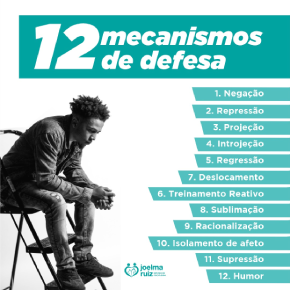 12 mecanismos
de defesa
1. Negação
2. Repressão
3. Projeção
4. Introjeção
5. Regressão
7. Deslocamento
6. Treinamento Reativo
8. Sublimação
9. Racionalização
10. Isolamento de afeto
11. Supressão
12. Humor
joelma
ruiz